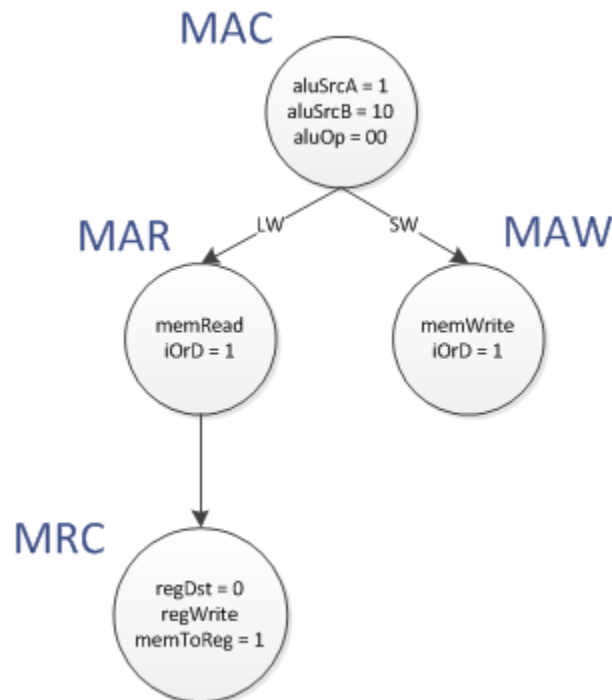 MAC
aluSrcA = 1
aluSrcB = 10
aluOp = 00
LW
SW
MAR
MAW
memRead
iOrD = 1
memWrite
iOrD = 1
MRC
regDst = 0
regWrite
memToReg = 1